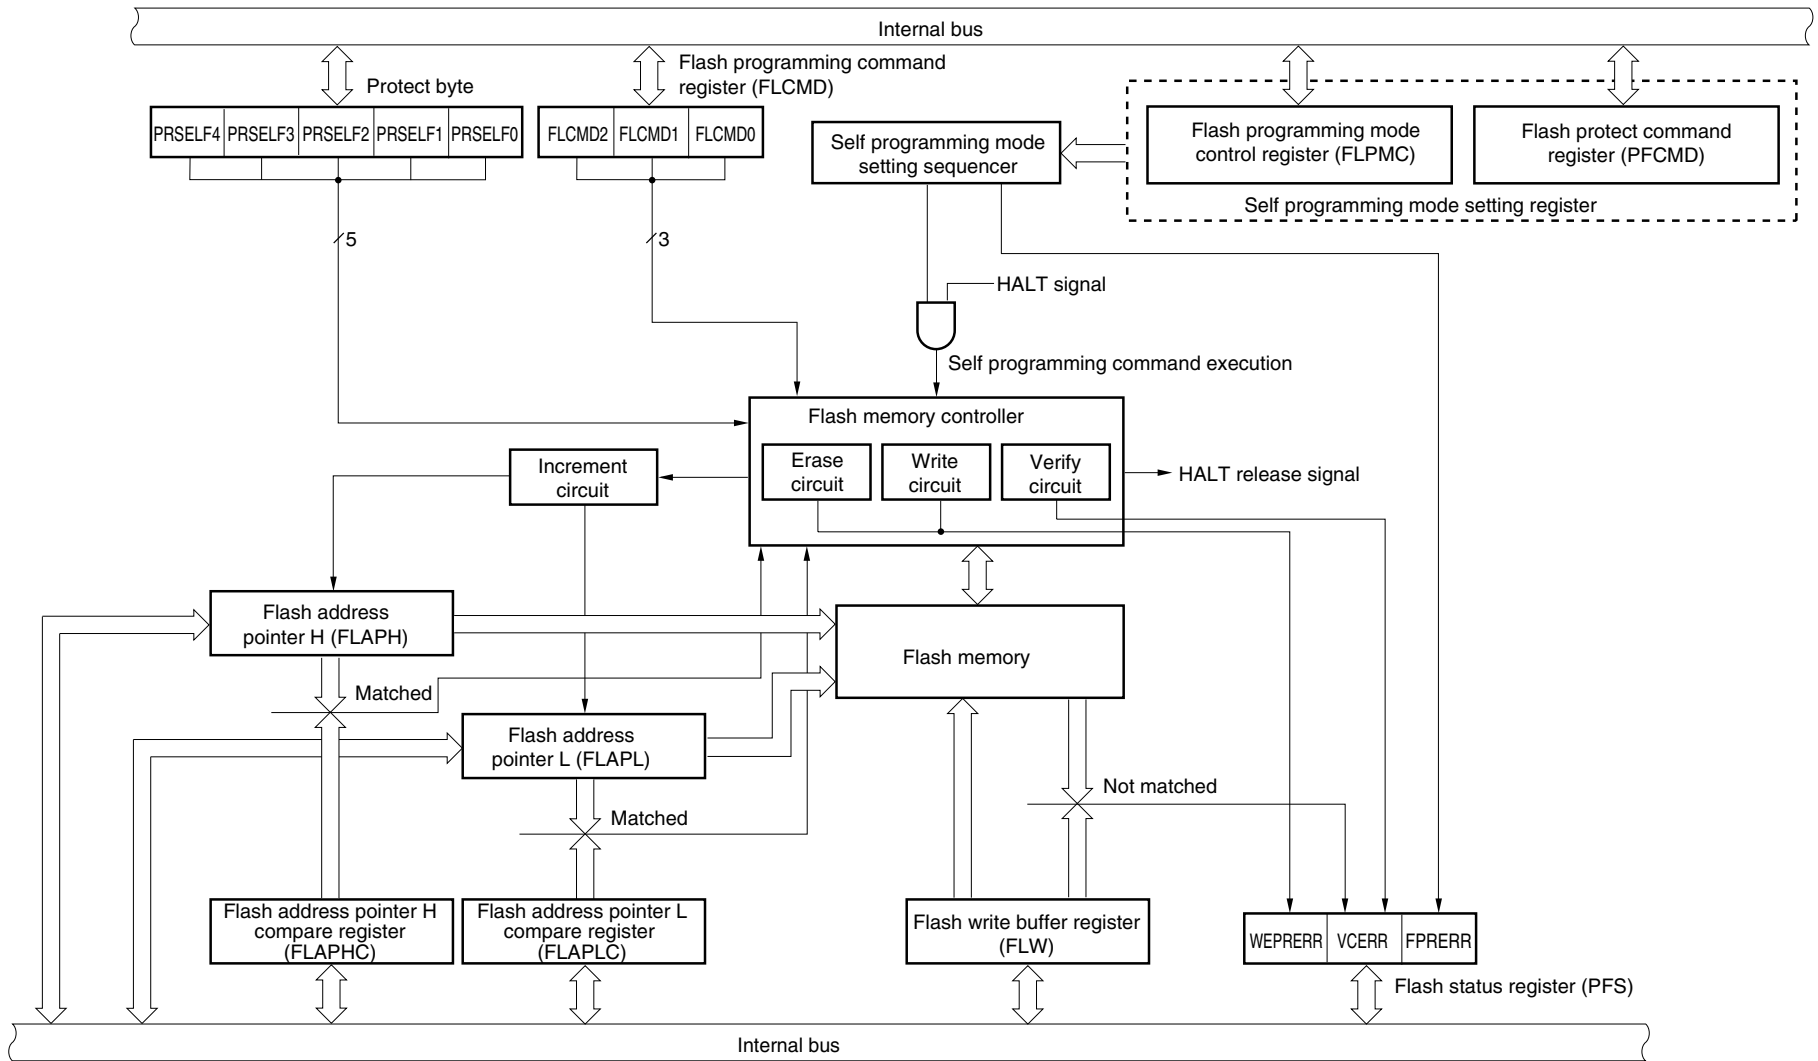 Internal bus
Protect byte
Flash programming command
register (FLCMD)
PRSELF4 PRSELF3 PRSELF2 PRSELF1 PRSELF0
FLCMD2 FLCMD1 FLCMD0
Self programming mode
setting sequencer
Flash programming mode
control register (FLPMC)
Flash protect command
register (PFCMD)
Self programming mode setting register
5
3
HALT signal
Self programming command execution
Flash memory controller
Erase
circuit
Write
circuit
Verify
circuit
HALT release signal
Increment
circuit
Flash address
pointer H (FLAPH)
Flash memory
Matched
Flash address
pointer L (FLAPL)
Matched
Not matched
Flash address pointer H
compare register
(FLAPHC)
Flash address pointer L
compare register
(FLAPLC)
Flash write buffer register
(FLW)
WEPRERR VCERR FPRERR
Flash status register (PFS)
Internal bus